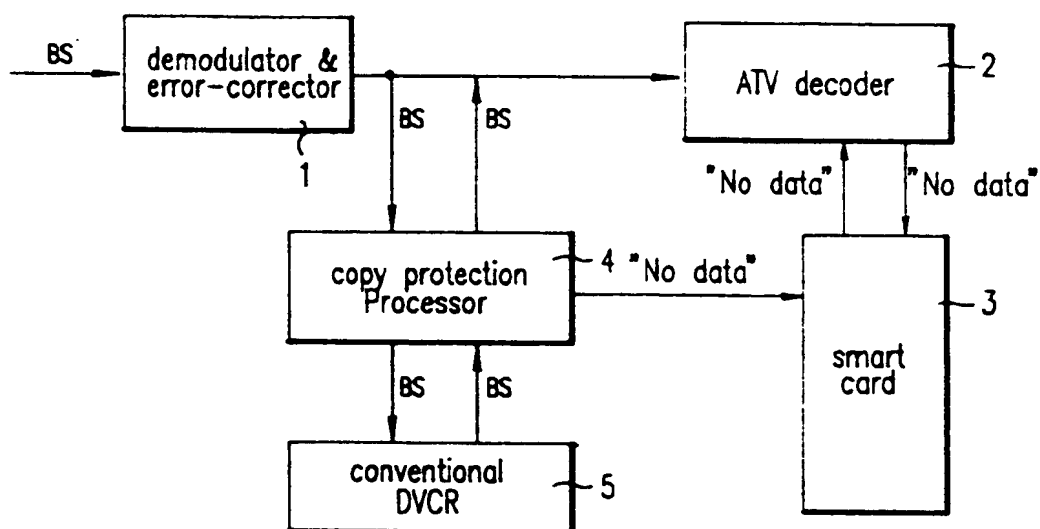 BS
demodulator &
error-corrector
1
ATV decoder
2
BS
BS
"No data"
"No data"
copy protection
Processor
4
"No data"
smart
card
3
BS
BS
conventional
DVCR
5